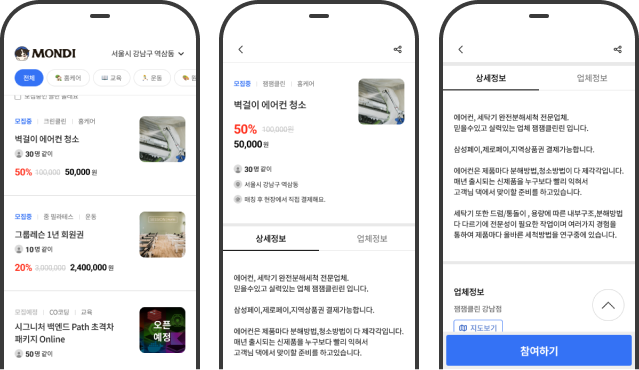 MONDI
서울시 강남구 역삼동
전체
홈케어
교육
운동
모집중
크린클린
홈케어
벽걸이 에어컨 청소
30명 같이
50% 100,000 50,000원
모집중
줌 필라테스
운동
그룹레슨 1년 회원권
10명 같이
20% 3,000,000 2,400,000원
모집예정
CO코딩
교육
시그니처 백엔드 Path 초격차
패키지 Online
50명 같이
오픈
예정
모집중
잼잼클린
홈케어
벽걸이 에어컨 청소
50% 100,000원
50,000원
30명 같이
서울시 강남구 역삼동
매칭 후 현장에서 직접 결제해요.
상세정보
업체정보
에어컨, 세탁기 완전분해세척 전문업체.
믿을수있고 실력있는 업체 잼잼클린 입니다.
삼성페이,제로페이,지역상품권 결제가능합니다.
에어컨은 제품마다 분해방법,청소방법이 다 제각각입니다.
매년 출시되는 신제품을 누구보다 빨리 익혀서
고객님 댁에서 맞이할 준비를 하고있습니다.
상세정보
업체정보
에어컨, 세탁기 완전분해세척 전문업체.
믿을수있고 실력있는 업체 잼잼클린 입니다.
삼성페이,제로페이,지역상품권 결제가능합니다.
에어컨은 제품마다 분해방법,청소방법이 다 제각각입니다.
매년 출시되는 신제품을 누구보다 빨리 익혀서
고객님 댁에서 맞이할 준비를 하고있습니다.
세탁기 또한 드럼/통돌이 , 용량에 따른 내부구조,분해방법
다 다르기에 전문성이 필요한 작업이며 여러가지 경험을
통하여 제품마다 올바른 세척방법을 연구중에 있습니다.
업체정보
잼잼클린 강남점
지도보기
참여하기